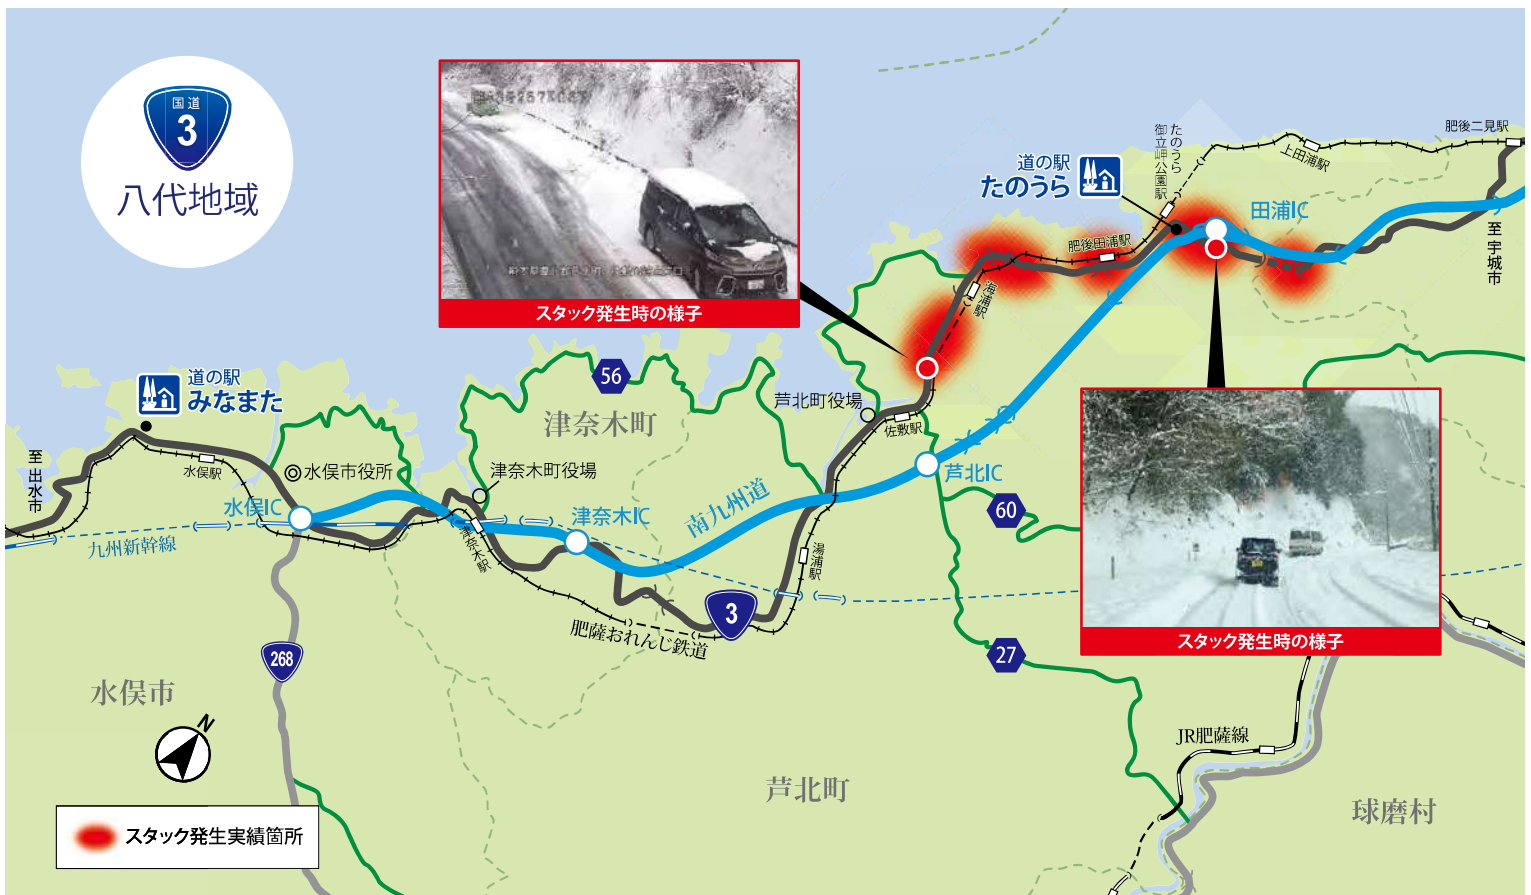 国道
3
八代地域
スタック発生時の様子
道の駅
たのうら
たのうら
御立岬公園駅
上田浦駅
肥後二見駅
田浦IC
至 宇城市
肥後田浦駅
海浦駅
道の駅
みなまた
56
津奈木町
芦北町役場
佐敷駅
至 出水市
水俣駅
水俣市役所
津奈木町役場
水俣IC
津奈木IC
南九州道
芦北IC
60
九州新幹線
津奈木駅
湯浦駅
3
肥薩おれんじ鉄道
スタック発生時の様子
268
27
水俣市
N
JR肥薩線
芦北町
球磨村
スタック発生実績箇所